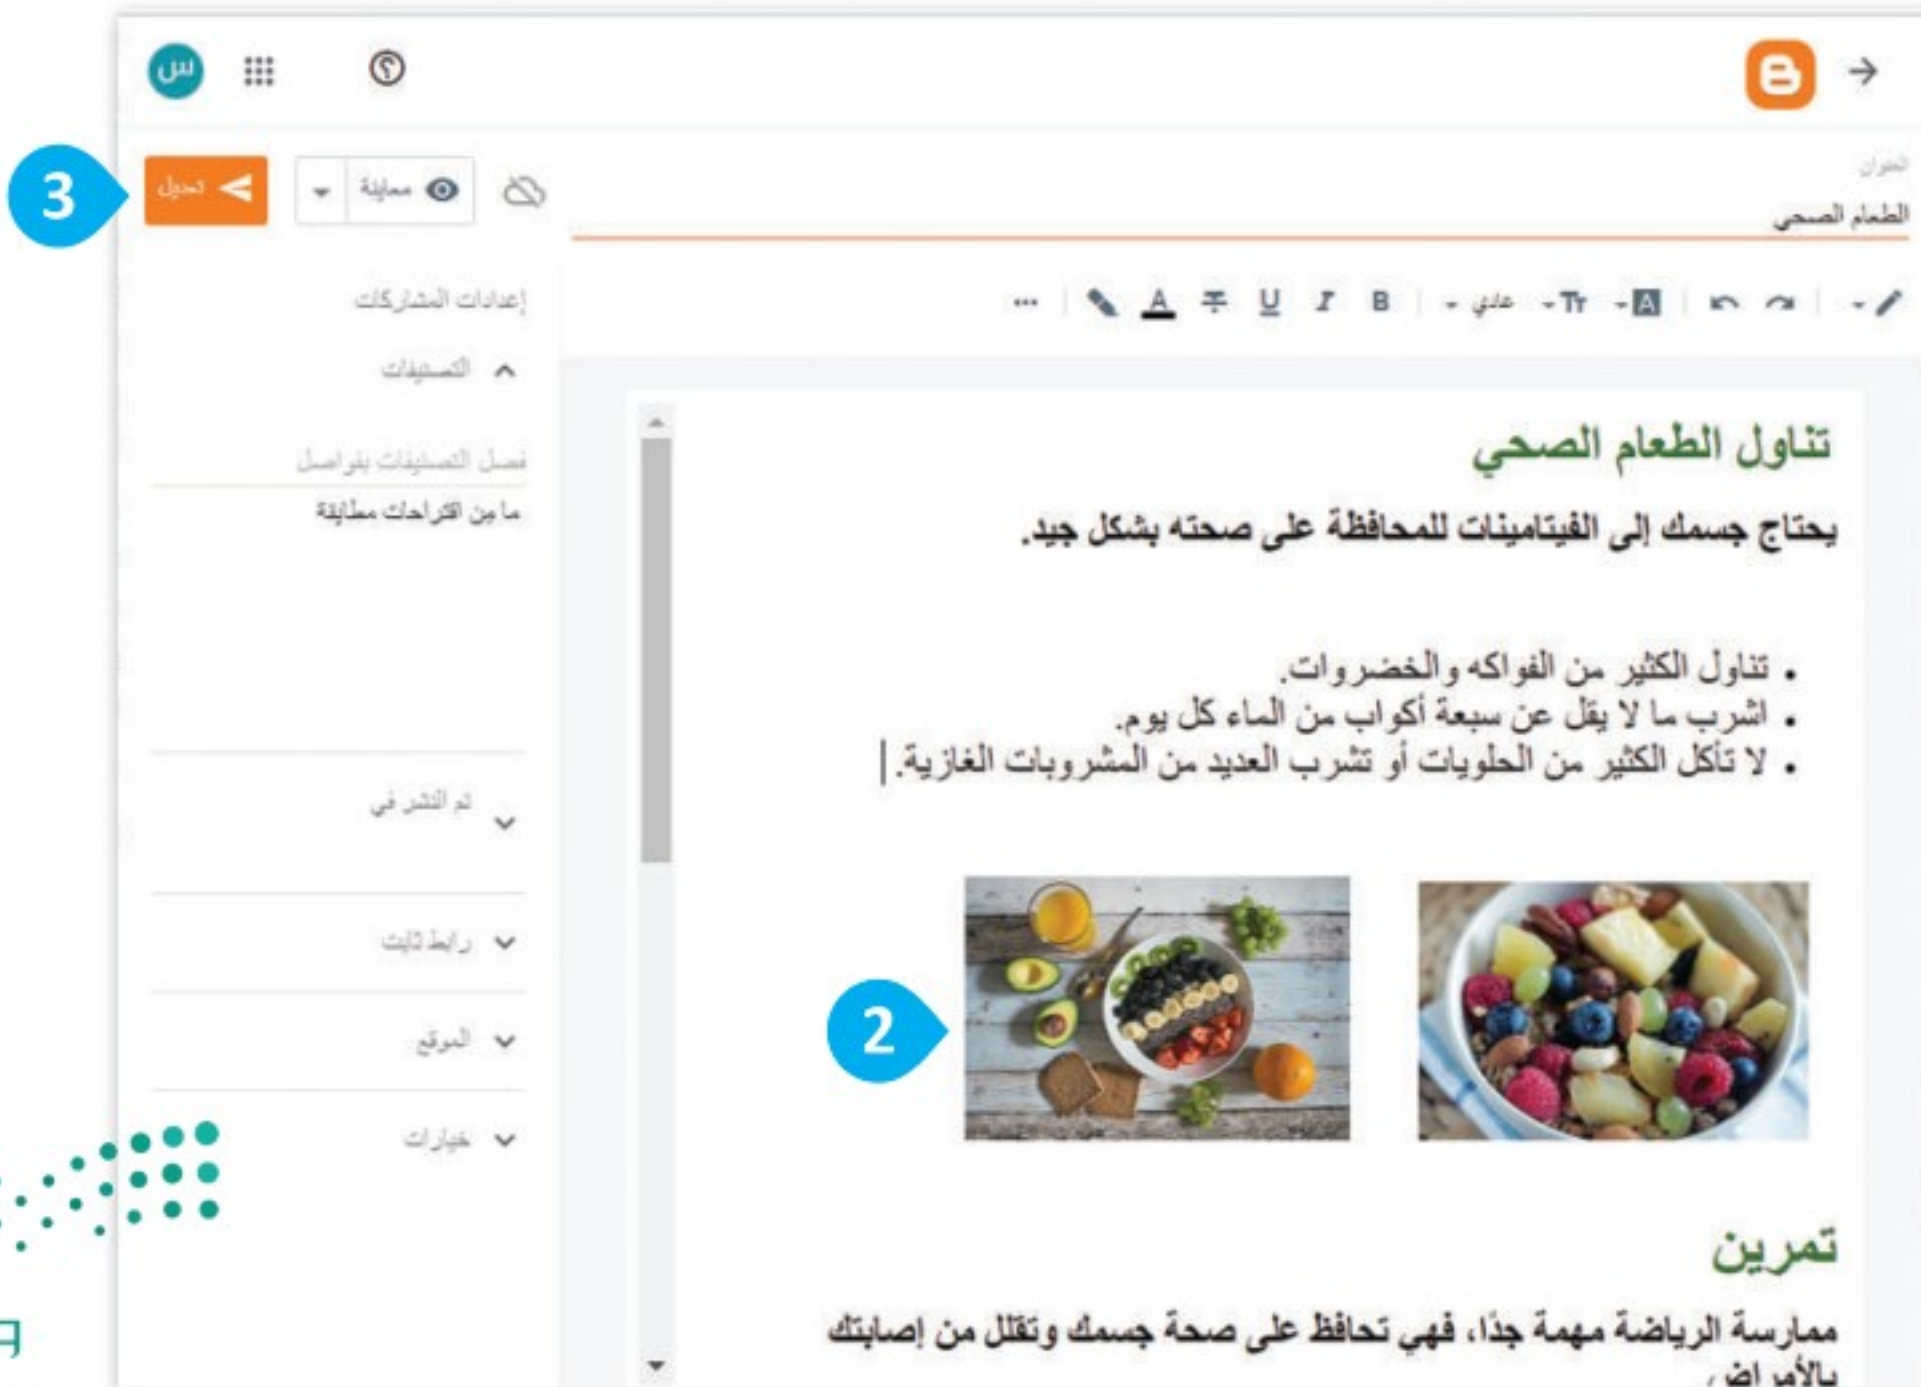 س
العنوان
الطعام الصحي
3
تعديل
معاينة
عادي
B I U A
إعدادات المشاركات
التصنيفات
فصل التصنيفات بفواصل
ما من اقتراحات مطابقة
تم النشر في
رابط ثابت
الموقع
خيارات
تناول الطعام الصحي
يحتاج جسمك إلى الفيتامينات للمحافظة على صحته بشكل جيد.
• تناول الكثير من الفواكه والخضروات.
• اشرب ما لا يقل عن سبعة أكواب من الماء كل يوم.
• لا تأكل الكثير من الحلويات أو تشرب العديد من المشروبات الغازية.
2
تمرين
ممارسة الرياضة مهمة جدًا، فهي تحافظ على صحة جسمك وتقلل من إصابتك
بالأمراض